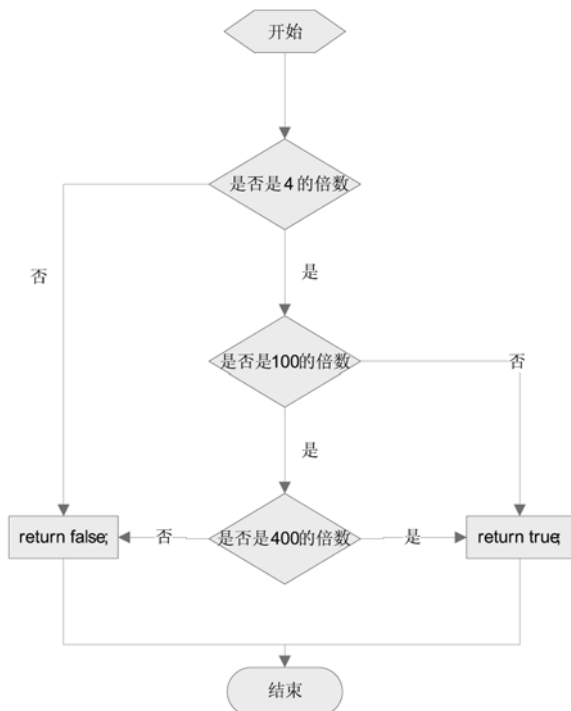 开始
是否是4的倍数
否
是
是否是100的倍数
否
是
return false;
否
是否是400的倍数
是
return true;
结束